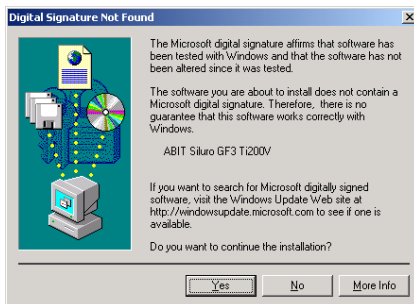 Digital Signature Not Found
The Microsoft digital signature affirms that software has
been tested with Windows and that the software has not
been altered since it was tested.
The software you are about to install does not contain a
Microsoft digital signature. Therefore, there is no
guarantee that this software works correctly with
Windows.
ABIT Siluro GF3 Ti200V
If you want to search for Microsoft digitally signed
software, visit the Windows Update Web site at
http://windowsupdate.microsoft.com to see if one is
available.
Do you want to continue the installation?
Yes No More Info